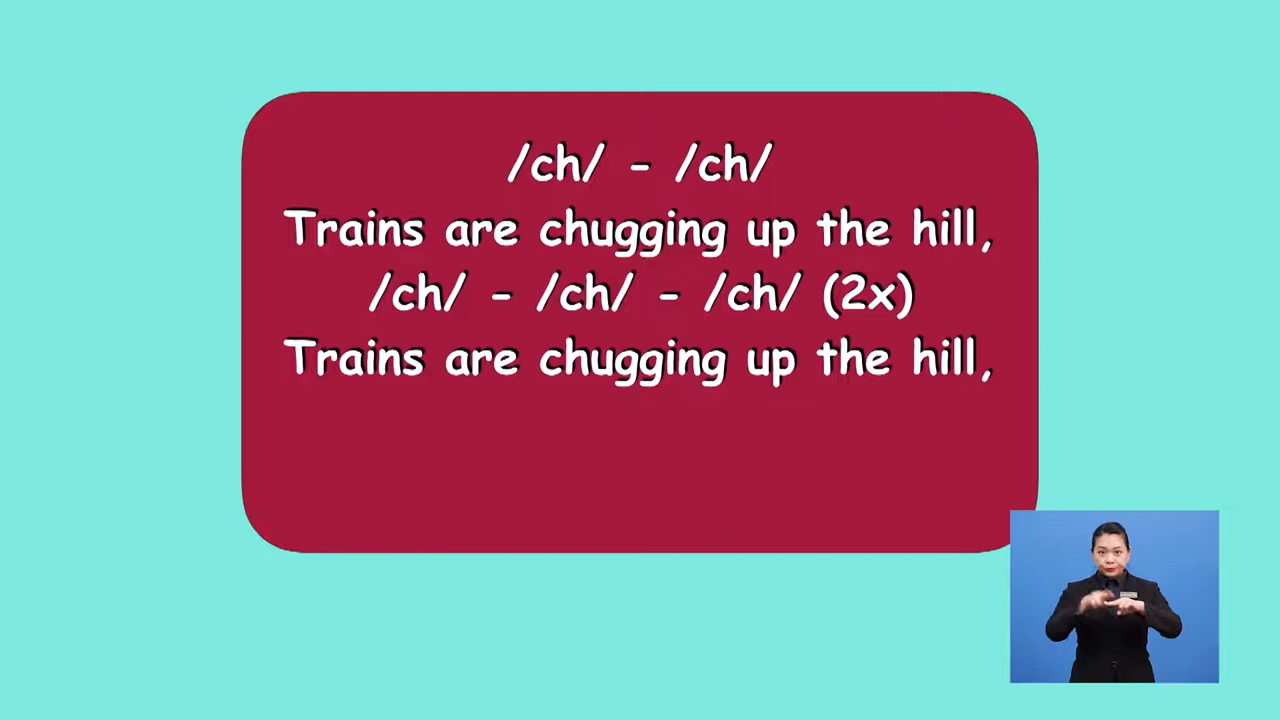 /ch/ - /ch/
Trains are chugging up the hill,
/ch/ - /ch/ - /ch/ (2x)
Trains are chugging up the hill,